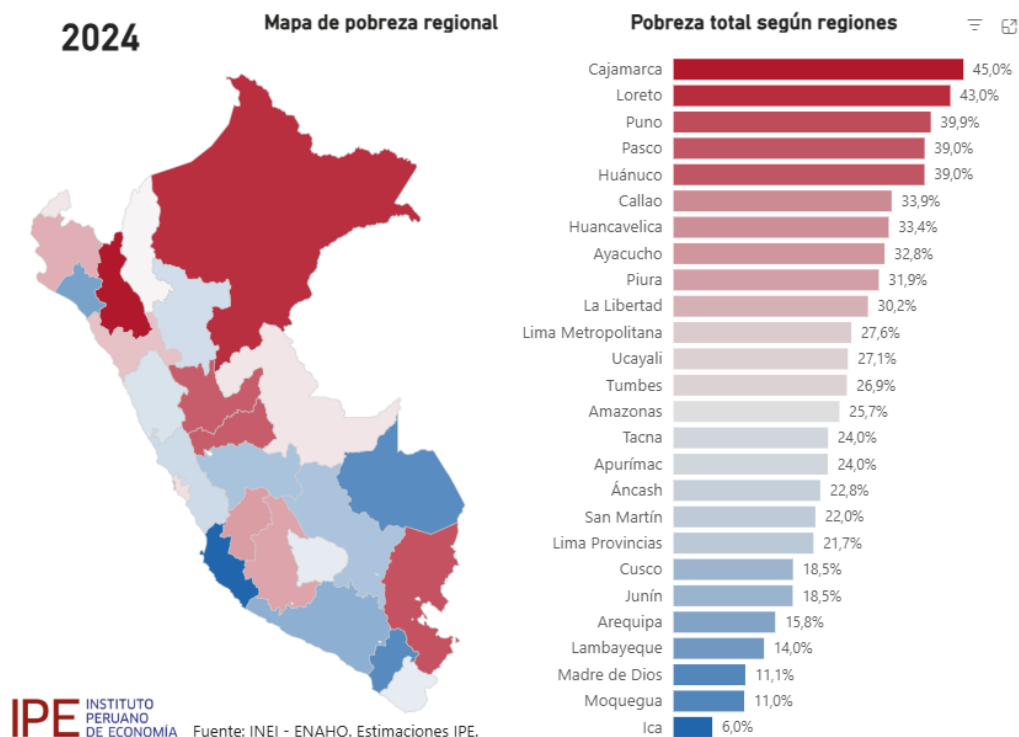 2024
Mapa de pobreza regional
Pobreza total según regiones
Cajamarca 45,0%
Loreto 43,0%
Puno 39,9%
Pasco 39,0%
Huánuco 39,0%
Callao 33,9%
Huancavelica 33,4%
Ayacucho 32,8%
Piura 31,9%
La Libertad 30,2%
Lima Metropolitana 27,6%
Ucayali 27,1%
Tumbes 26,9%
Amazonas 25,7%
Tacna 24,0%
Apurímac 24,0%
Áncash 22,8%
San Martín 22,0%
Lima Provincias 21,7%
Cusco 18,5%
Junín 18,5%
Arequipa 15,8%
Lambayeque 14,0%
Madre de Dios 11,1%
Moquegua 11,0%
Ica 6,0%
IPE INSTITUTO
PERUANO
DE ECONOMÍA
Fuente: INEI - ENAHO. Estimaciones IPE.